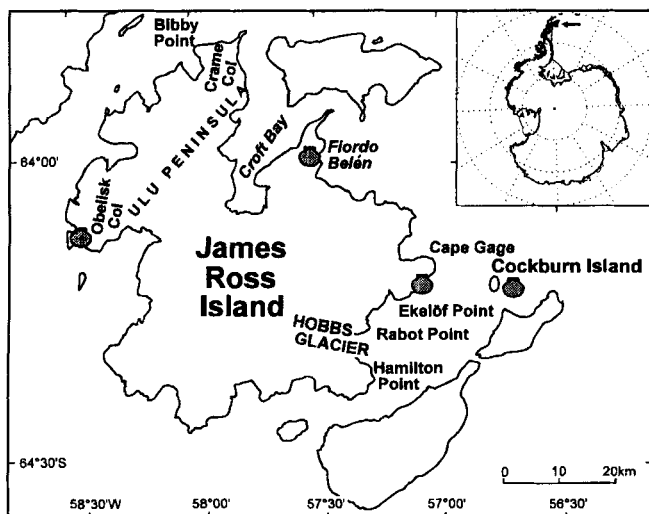 Bibby
Point
Crame
Col
ULU PENINSULA
Croft Bay
Fiordo
Belén
64°00'
Obelisk
Col
James
Ross
Island
Cape Gage
Cockburn Island
Ekelöf Point
HOBBS
GLACIER
Rabot Point
Hamilton
Point
64°30'S
0 10 20km
58°30'W 58°00' 57°30' 57°00' 56°30'